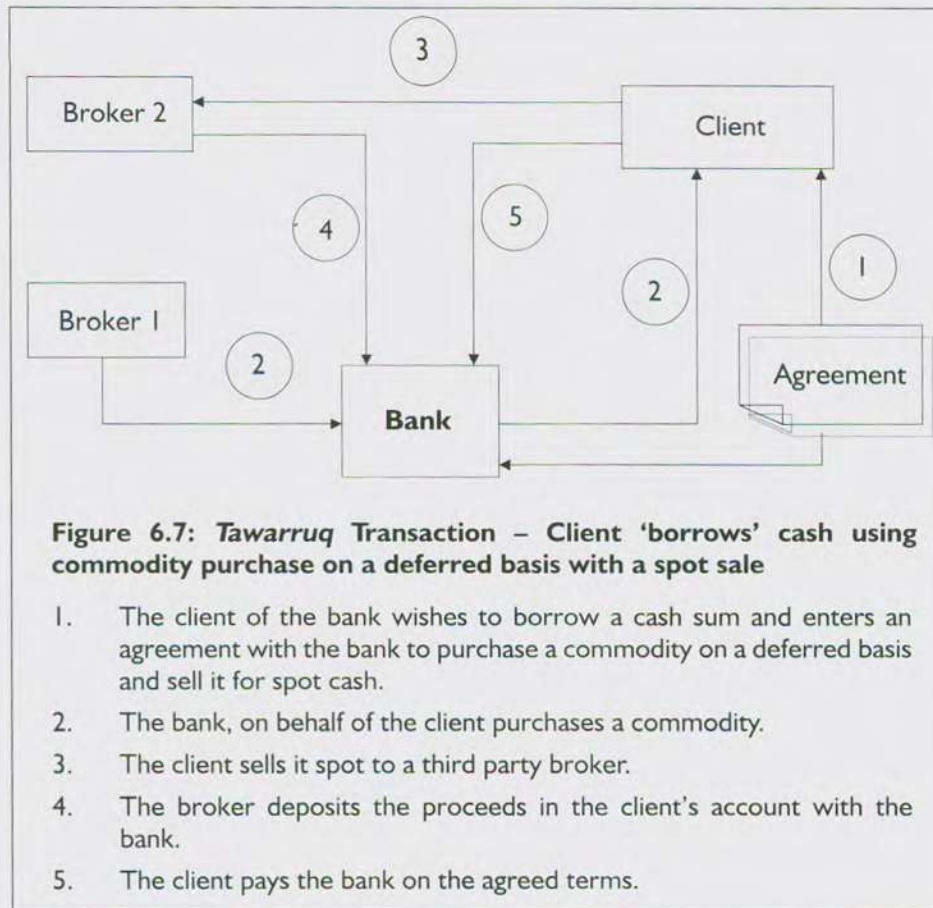 3
Broker 2
Client
4
5
2
1
Broker 1
2
Bank
Agreement
Figure 6.7: Tawarruq Transaction – Client 'borrows' cash using
commodity purchase on a deferred basis with a spot sale
1. The client of the bank wishes to borrow a cash sum and enters an
agreement with the bank to purchase a commodity on a deferred basis
and sell it for spot cash.
2. The bank, on behalf of the client purchases a commodity.
3. The client sells it spot to a third party broker.
4. The broker deposits the proceeds in the client's account with the
bank.
5. The client pays the bank on the agreed terms.